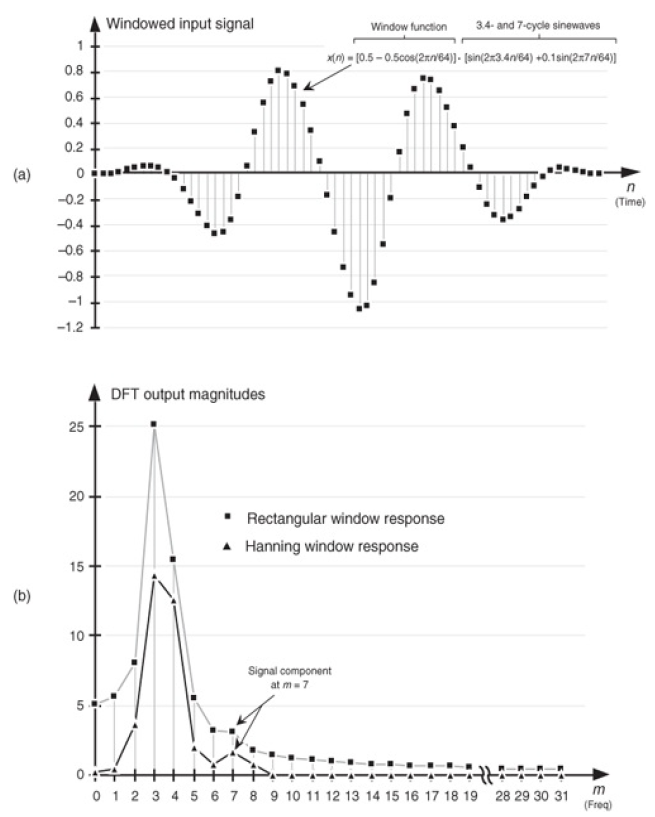 Windowed input signal
Window function
3.4- and 7-cycle sinewaves
x(n) = [0.5 – 0.5cos(2πn/64)] • [sin(2π3.4n/64) +0.1sin(2π7n/64)]
1
0.8
0.6
0.4
0.2
0
−0.2
−0.4
−0.6
−0.8
−1
−1.2
(a)
n
(Time)
DFT output magnitudes
25
20
15
10
5
0
Rectangular window response
Hanning window response
(b)
Signal component
at m = 7
0 1 2 3 4 5 6 7 8 9 10 11 12 13 14 15 16 17 18 19 28 29 30 31
m
(Freq)